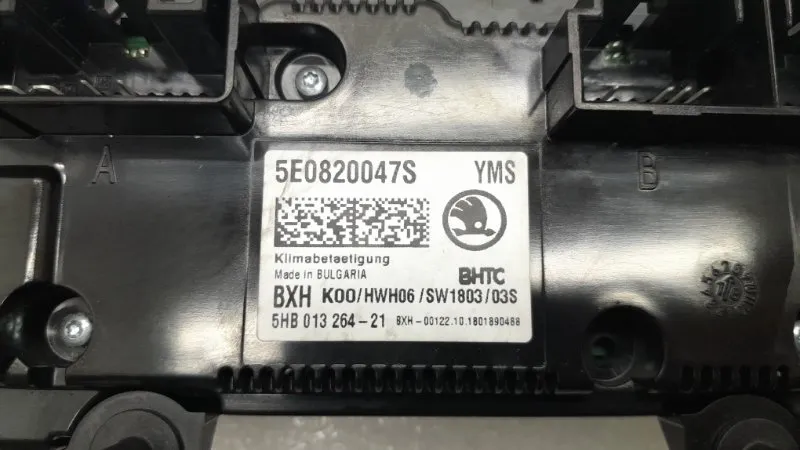 A
B
5E0820047S YMS
Klimabetaetigung
Made in BULGARIA
BHTC
BXH K00/HWH06/SW1803/03S
5HB 013 264-21 BXH-00122.10.1801890488